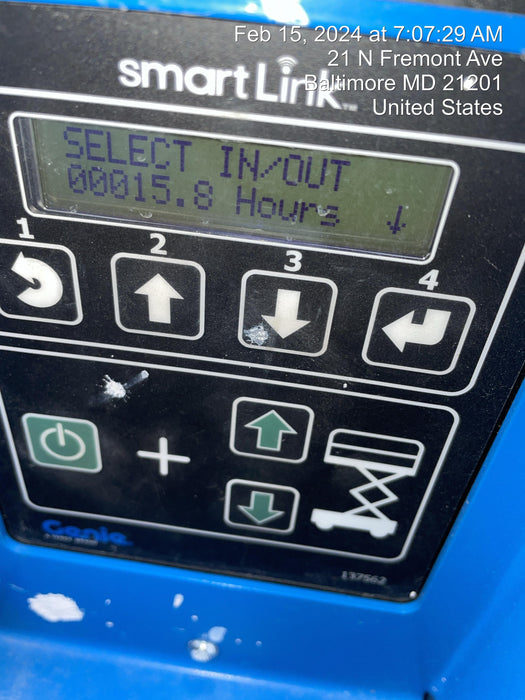 Feb 15, 2024 at 7:07:29 AM
21 N Fremont Ave
Baltimore MD 21201
United States
smartLink™
SELECT IN/OUT
00015.8 Hours ↓
1 2 3 4
+
Genie
137562